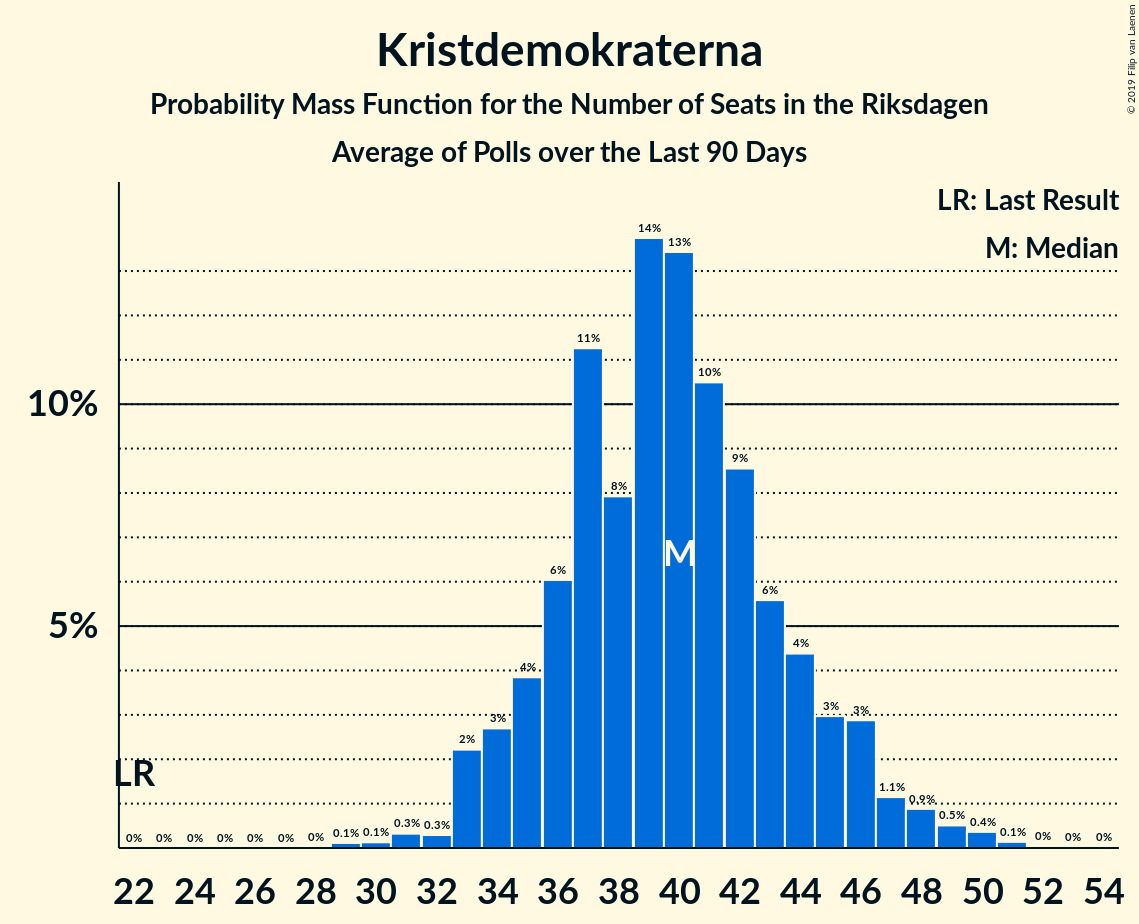 Kristdemokraterna
Probability Mass Function for the Number of Seats in the Riksdagen
Average of Polls over the Last 90 Days
© 2019 Filip van Laenen
LR: Last Result
M: Median
10%
5%
LR
M
0% 0% 0% 0% 0% 0% 0% 0.1% 0.1% 0.3% 0.3% 2% 3% 4% 6% 11% 8% 14% 13% 10% 9% 6% 4% 3% 3% 1.1% 0.9% 0.5% 0.4% 0.1% 0% 0% 0%
22 24 26 28 30 32 34 36 38 40 42 44 46 48 50 52 54